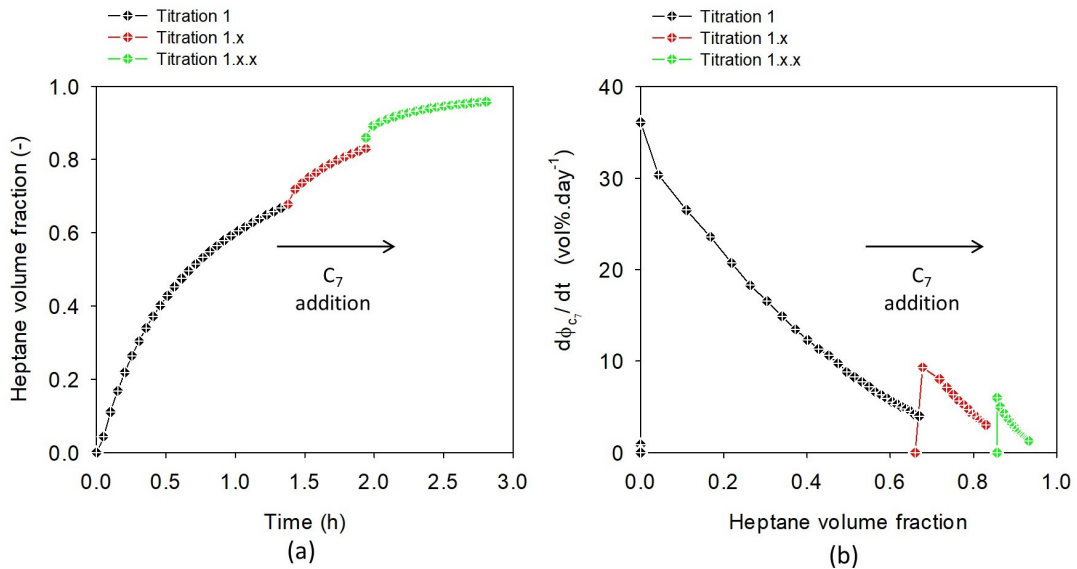 Titration 1
Titration 1.x
Titration 1.x.x
Heptane volume fraction (-)
1.0
0.8
0.6
0.4
0.2
0.0
C7
addition
0.0 0.5 1.0 1.5 2.0 2.5 3.0
Time (h)
(a)
Titration 1
Titration 1.x
Titration 1.x.x
dϕC7/ dt (vol%.day-1)
40
30
20
10
0
C7
addition
0.0 0.2 0.4 0.6 0.8 1.0
Heptane volume fraction
(b)